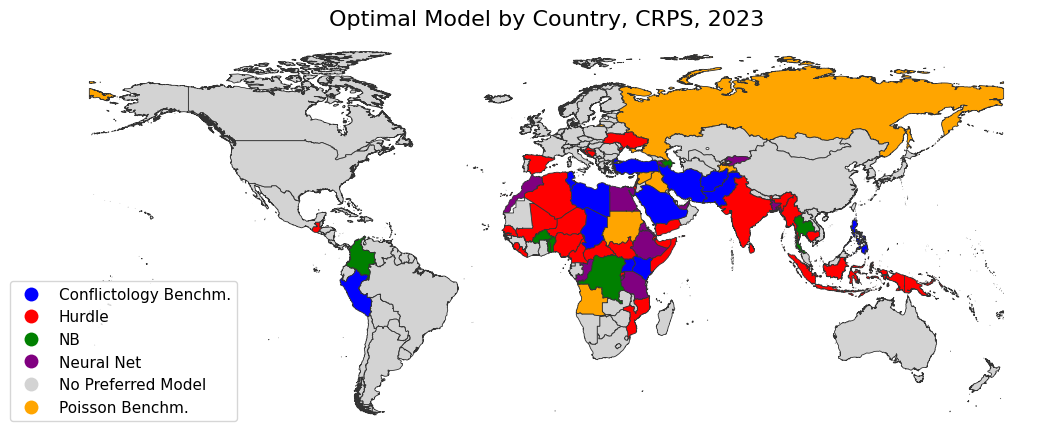 Optimal Model by Country, CRPS, 2023
Conflictology Benchm.
Hurdle
NB
Neural Net
No Preferred Model
Poisson Benchm.